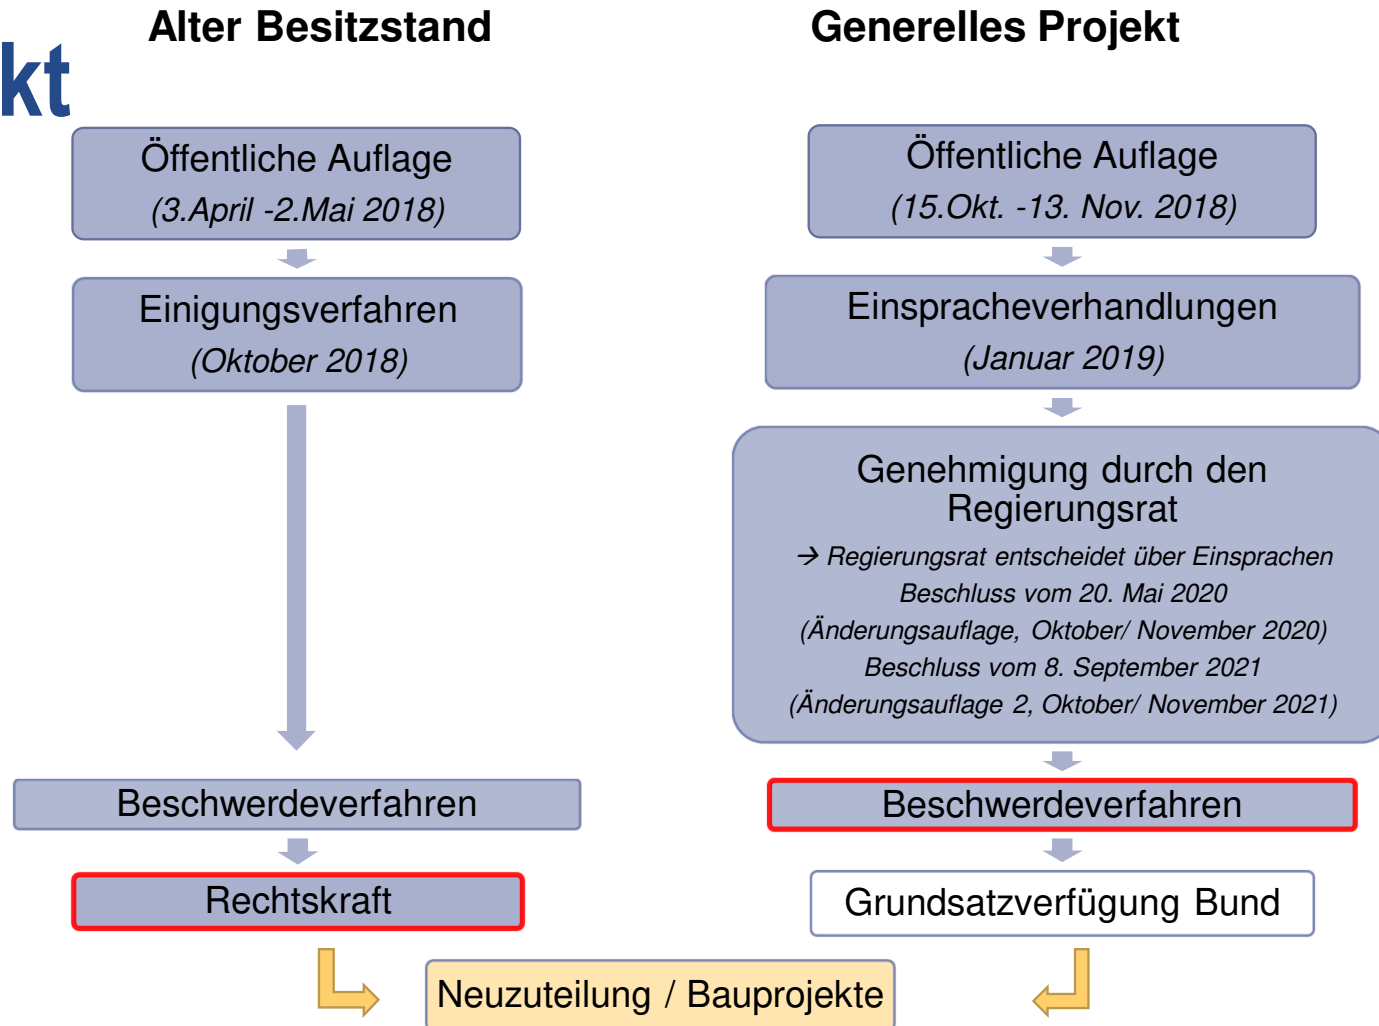 Alter Besitzstand
Generelles Projekt
kt
Öffentliche Auflage
(3.April -2.Mai 2018)
Einigungsverfahren
(Oktober 2018)
Beschwerdeverfahren
Rechtskraft
Öffentliche Auflage
(15.Okt. -13. Nov. 2018)
Einspracheverhandlungen
(Januar 2019)
Genehmigung durch den
Regierungsrat
→ Regierungsrat entscheidet über Einsprachen
Beschluss vom 20. Mai 2020
(Änderungsauflage, Oktober/ November 2020)
Beschluss vom 8. September 2021
(Änderungsauflage 2, Oktober/ November 2021)
Beschwerdeverfahren
Grundsatzverfügung Bund
Neuzuteilung / Bauprojekte